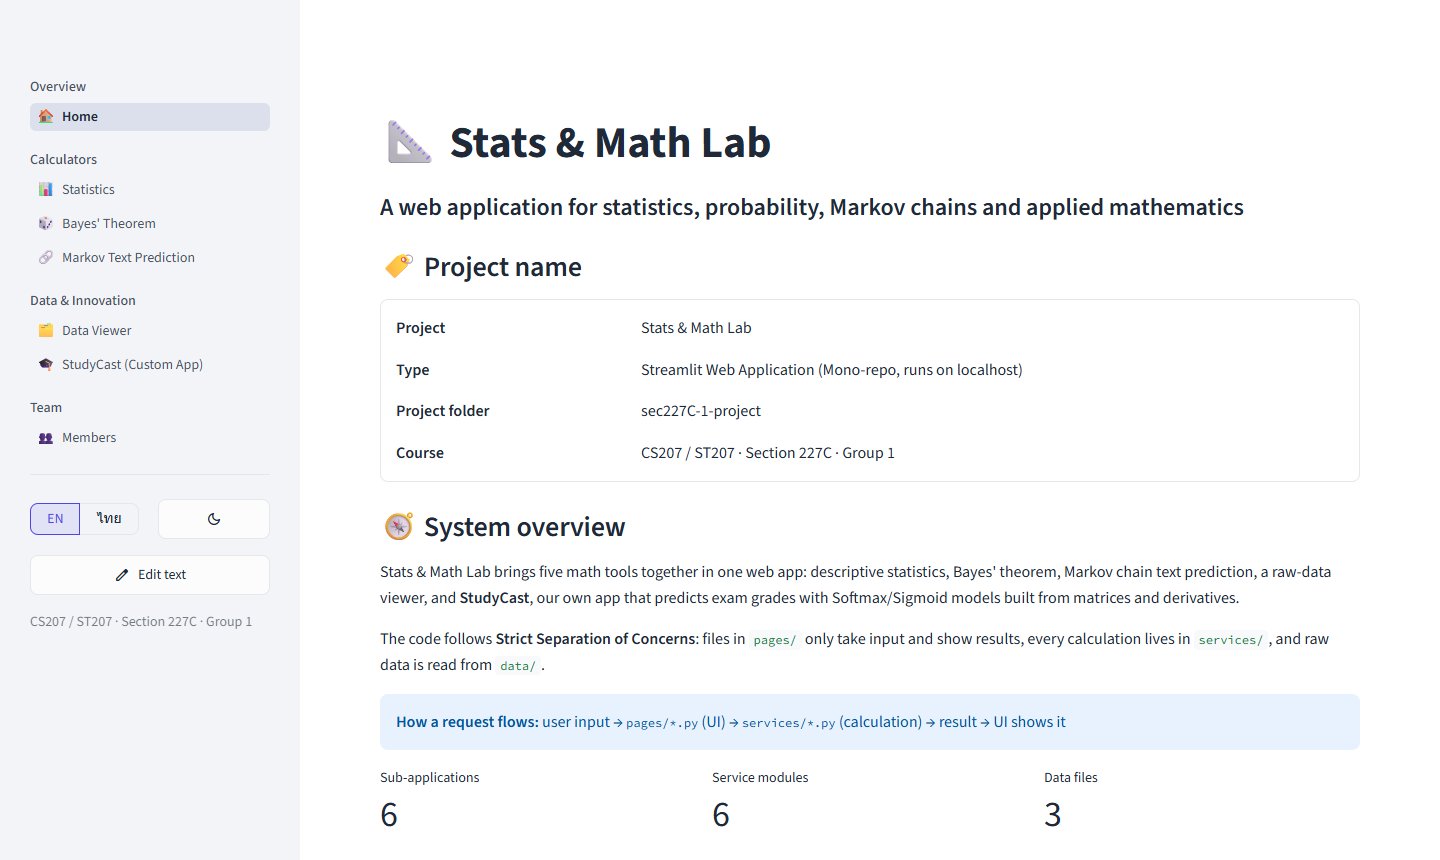 Overview
Home
Calculators
Statistics
Bayes' Theorem
Markov Text Prediction
Data & Innovation
Data Viewer
StudyCast (Custom App)
Team
Members
EN
ไทย
Edit text
CS207 / ST207 · Section 227C · Group 1
Stats & Math Lab
A web application for statistics, probability, Markov chains and applied mathematics
Project name
Project Stats & Math Lab
Type Streamlit Web Application (Mono-repo, runs on localhost)
Project folder sec227C-1-project
Course CS207 / ST207 · Section 227C · Group 1
System overview
Stats & Math Lab brings five math tools together in one web app: descriptive statistics, Bayes' theorem, Markov chain text prediction, a raw-data
viewer, and StudyCast, our own app that predicts exam grades with Softmax/Sigmoid models built from matrices and derivatives.
The code follows Strict Separation of Concerns: files in pages/ only take input and show results, every calculation lives in services/ , and raw
data is read from data/ .
How a request flows: user input → pages/*.py (UI) → services/*.py (calculation) → result → UI shows it
Sub-applications Service modules Data files
6 6 3